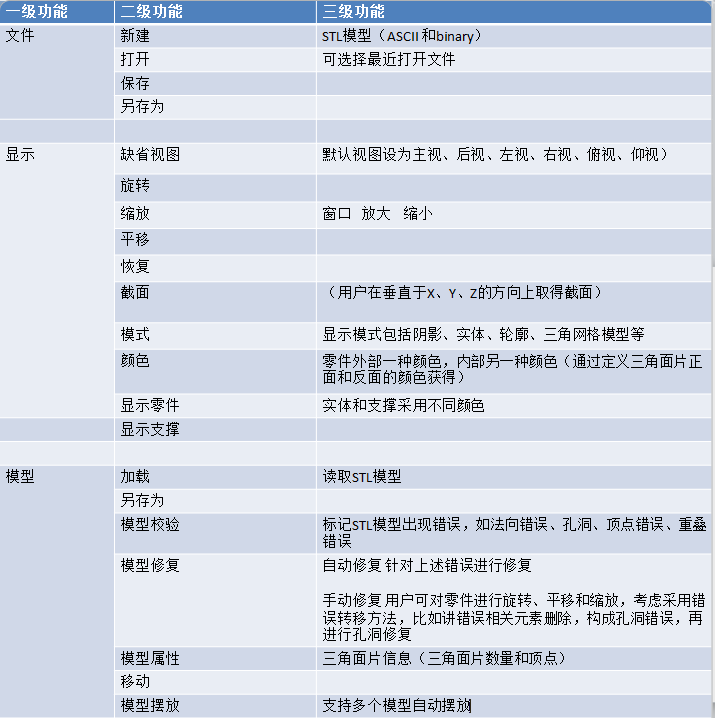 一级功能 二级功能 三级功能
文件 新建 STL模型（ASCII 和binary）
打开 可选择最近打开文件
保存
另存为
显示 缺省视图 默认视图设为主视、后视、左视、右视、俯视、仰视）
旋转
缩放 窗口 放大 缩小
平移
恢复
截面 （用户在垂直于X、Y、Z的方向上取得截面）
模式 显示模式包括阴影、实体、轮廓、三角网格模型等
颜色 零件外部一种颜色，内部另一种颜色（通过定义三角面片正
面和反面的颜色获得）
显示零件 实体和支撑采用不同颜色
显示支撑
模型 加载 读取STL模型
另存为
模型校验 标记STL模型出现错误，如法向错误、孔洞、顶点错误、重叠
错误
模型修复 自动修复 针对上述错误进行修复
手动修复 用户可对零件进行旋转、平移和缩放，考虑采用错
误转移方法，比如讲错误相关元素删除，构成孔洞错误，再
进行孔洞修复
模型属性 三角面片信息（三角面片数量和顶点）
移动
模型摆放 支持多个模型自动摆放